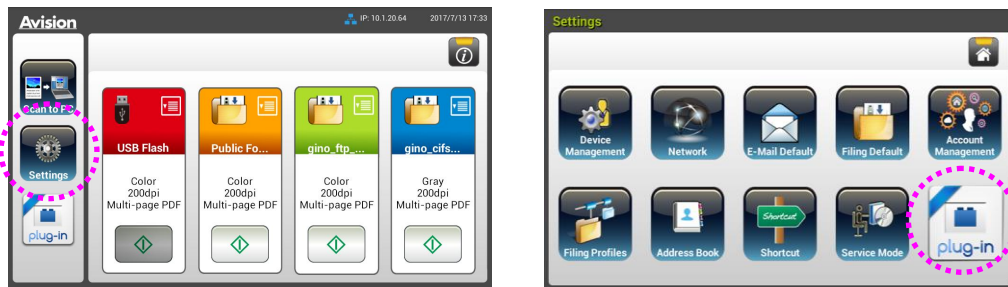 Avision
IP: 10.1.20.64 2017/7/13 17:33
Scan to PC
Settings
plug-in
USB Flash
Color
200dpi
Multi-page PDF
Public Fo...
Color
200dpi
Multi-page PDF
gino_ftp_...
Color
200dpi
Multi-page PDF
gino_cifs...
Gray
200dpi
Multi-page PDF
Settings
Device
Management
Network
E-Mail Default
Filing Default
Account
Management
Filing Profiles
Address Book
Shortcut
Shortcut
Service Mode
plug-in